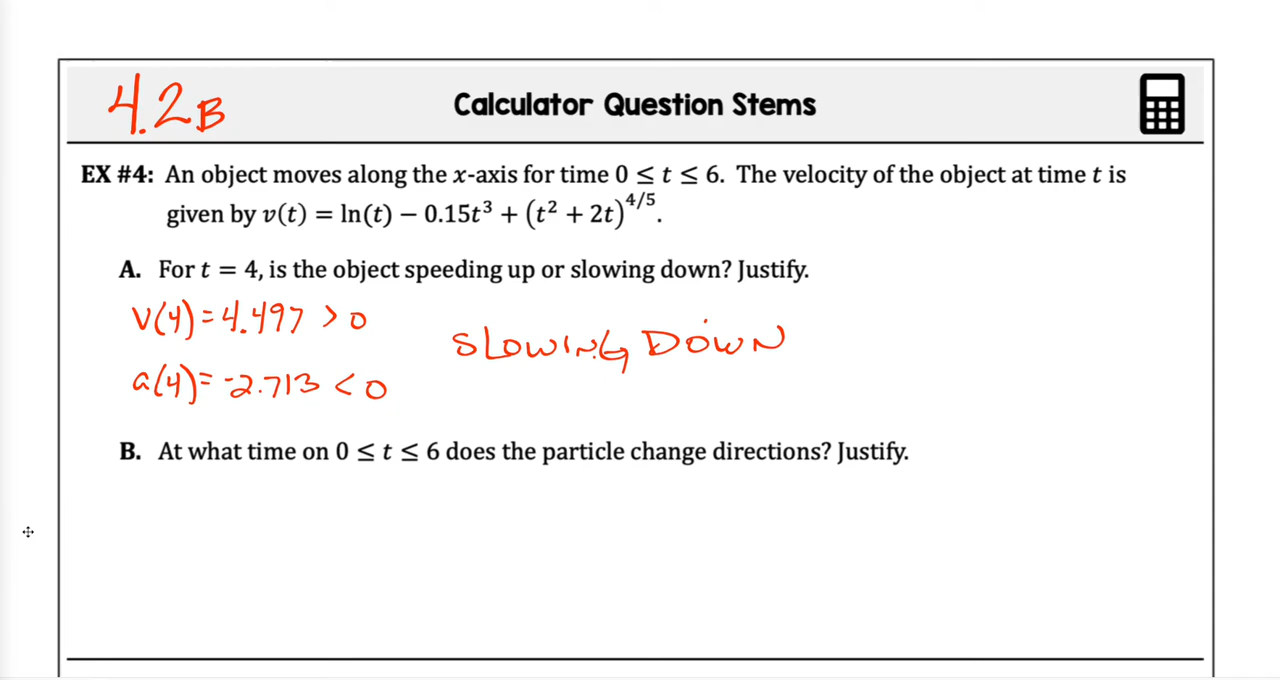 4.2B
Calculator Question Stems
EX #4: An object moves along the x-axis for time 0 ≤ t ≤ 6. The velocity of the object at time t is
given by v(t) = ln(t) − 0.15t³ + (t² + 2t)^4/5.
A. For t = 4, is the object speeding up or slowing down? Justify.
v(4) = 4.497 > 0
SLOWING DOWN
a(4) = -2.713 < 0
B. At what time on 0 ≤ t ≤ 6 does the particle change directions? Justify.